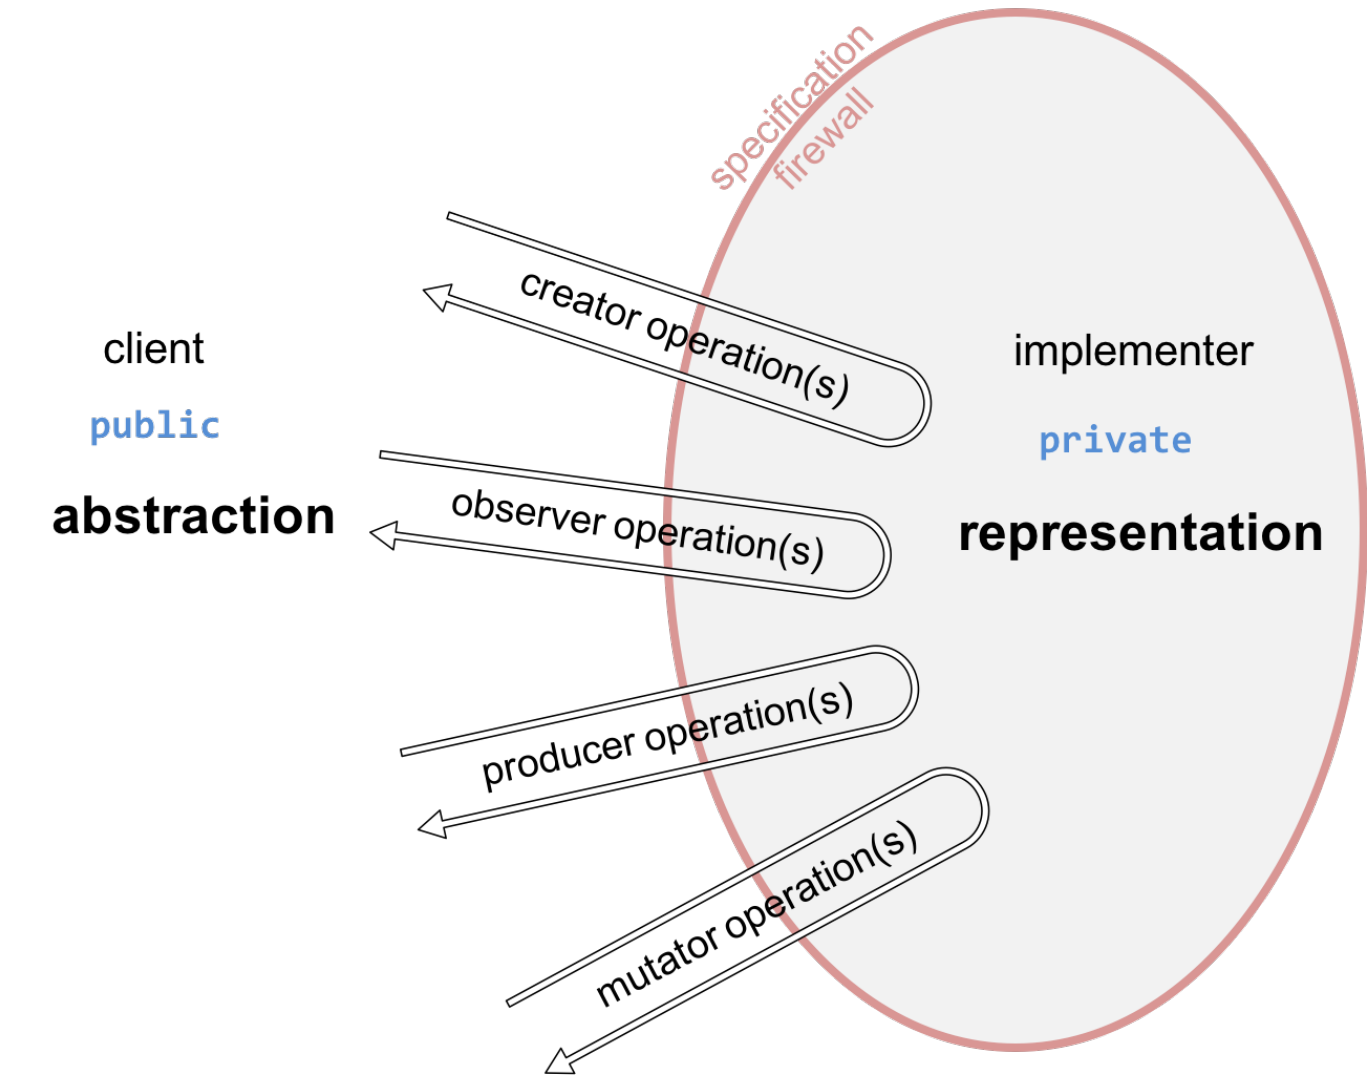 specification
firewall
creator operation(s)
client
implementer
public
private
abstraction
observer operation(s)
representation
producer operation(s)
mutator operation(s)